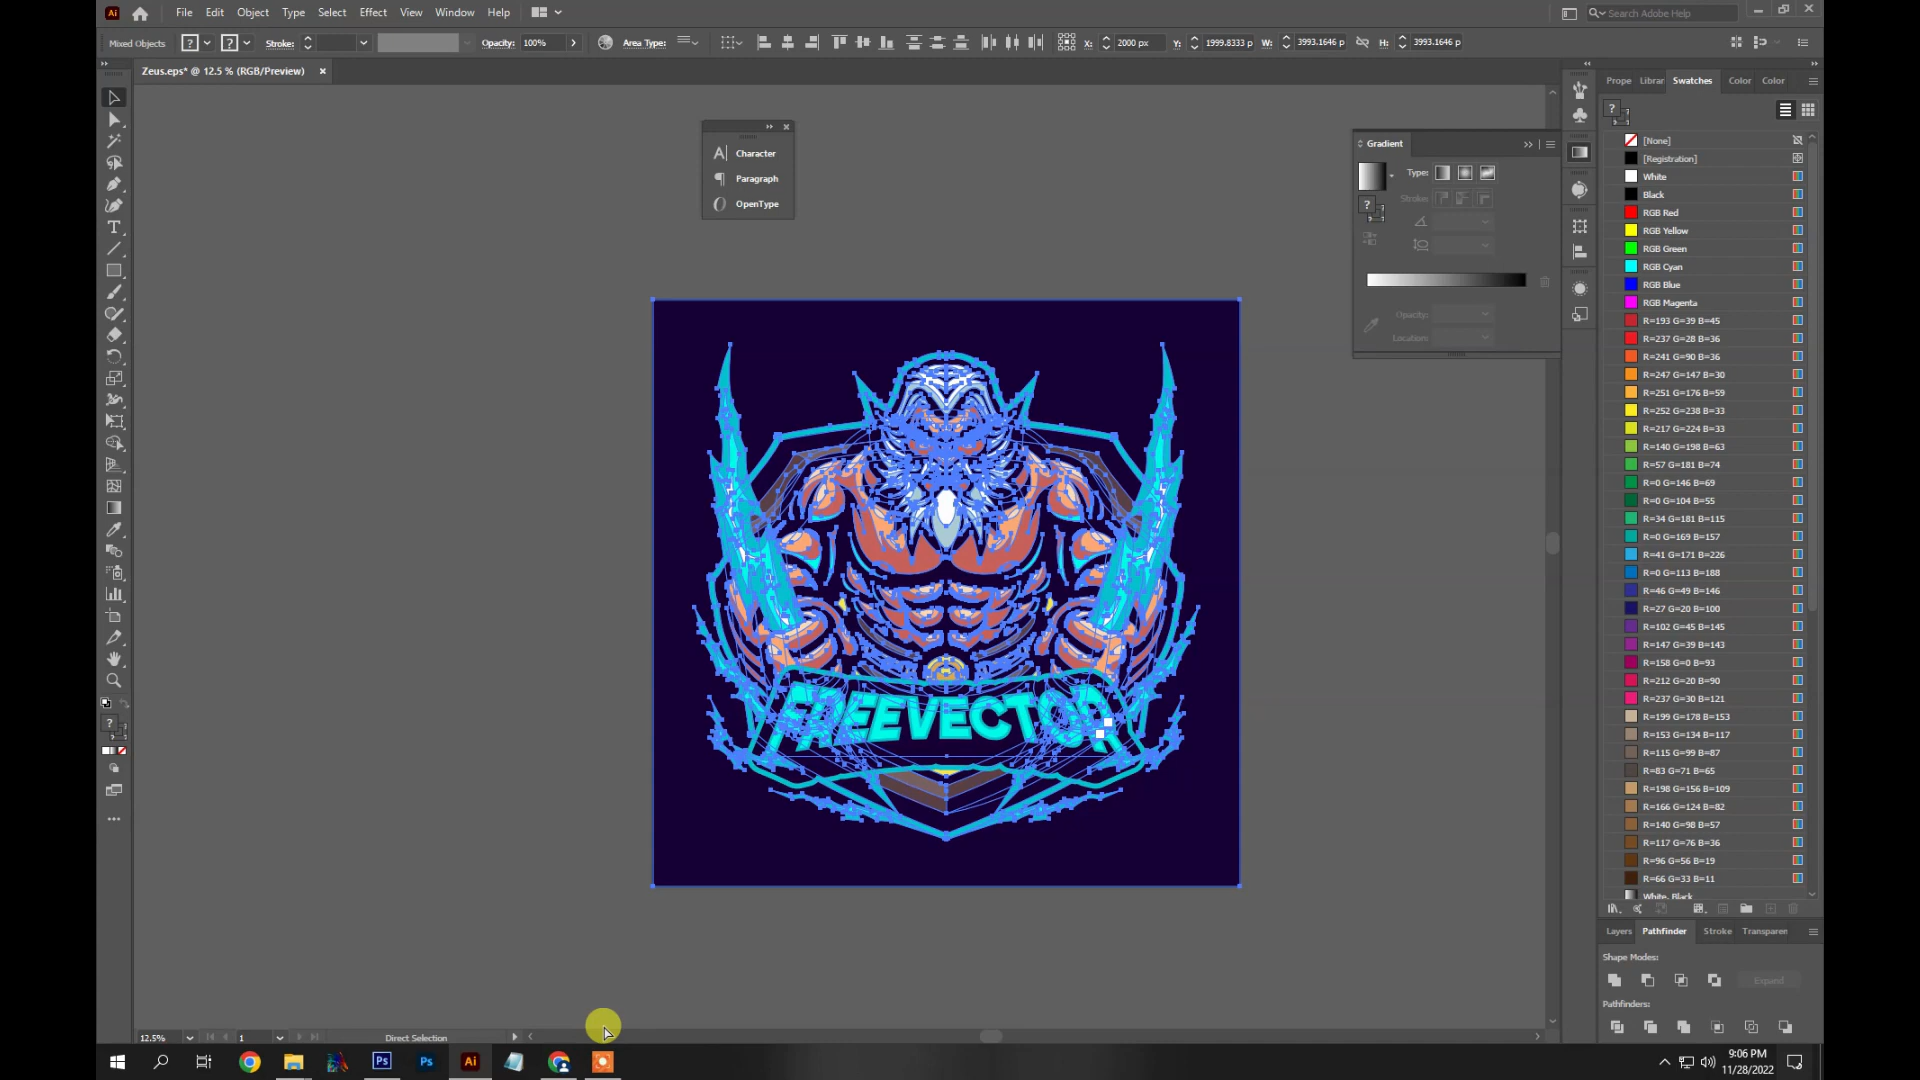 Ai File Edit Object Type Select Effect View Window Help Search Adobe Help
Mixed Objects ? ? Stroke: Opacity: 100% Area Type: X: 2000 px Y: 1999.8333 p W: 3993.1646 p H: 3993.1646 p
Zeus.eps* @ 12.5 % (RGB/Preview)
Character
Paragraph
OpenType
Gradient
Type:
Stroke:
Opacity:
Location:
FREEVECTOR
Prope Librar Swatches Color Color
[None]
[Registration]
White
Black
RGB Red
RGB Yellow
RGB Green
RGB Cyan
RGB Blue
RGB Magenta
R=193 G=39 B=45
R=237 G=28 B=36
R=241 G=90 B=36
R=247 G=147 B=30
R=251 G=176 B=59
R=252 G=238 B=33
R=217 G=224 B=33
R=140 G=198 B=63
R=57 G=181 B=74
R=0 G=146 B=69
R=0 G=104 B=55
R=34 G=181 B=115
R=0 G=169 B=157
R=41 G=171 B=226
R=0 G=113 B=188
R=46 G=49 B=146
R=27 G=20 B=100
R=102 G=45 B=145
R=147 G=39 B=143
R=158 G=0 B=93
R=212 G=20 B=90
R=237 G=30 B=121
R=199 G=178 B=153
R=153 G=134 B=117
R=115 G=99 B=87
R=83 G=71 B=65
R=198 G=156 B=109
R=166 G=124 B=82
R=140 G=98 B=57
R=117 G=76 B=36
R=96 G=56 B=19
R=66 G=33 B=11
White, Black
Layers Pathfinder Stroke Transparen
Shape Modes:
Expand
Pathfinders:
12.5% 1 Direct Selection
Ps Ps Ai
9:06 PM
11/28/2022